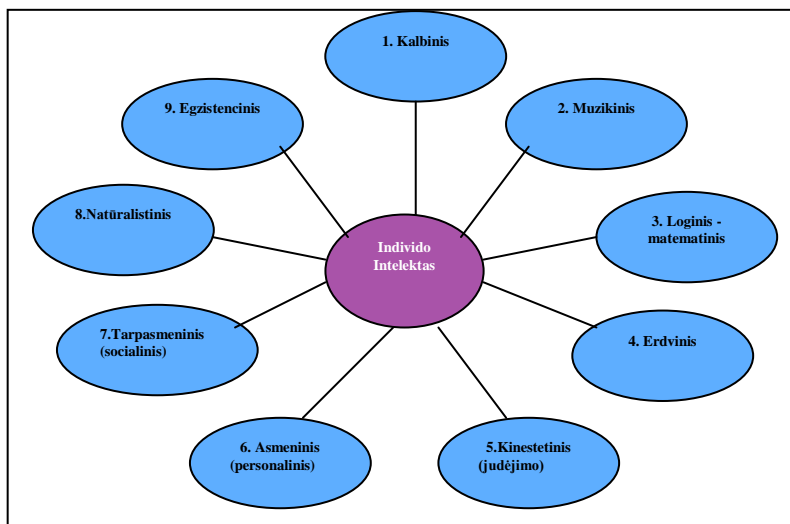 1. Kalbinis
2. Muzikinis
3. Loginis -
matematinis
4. Erdvinis
5.Kinestetinis
(judėjimo)
6. Asmeninis
(personalinis)
7.Tarpasmeninis
(socialinis)
8.Natūralistinis
9. Egzistencinis
Individo
Intelektas